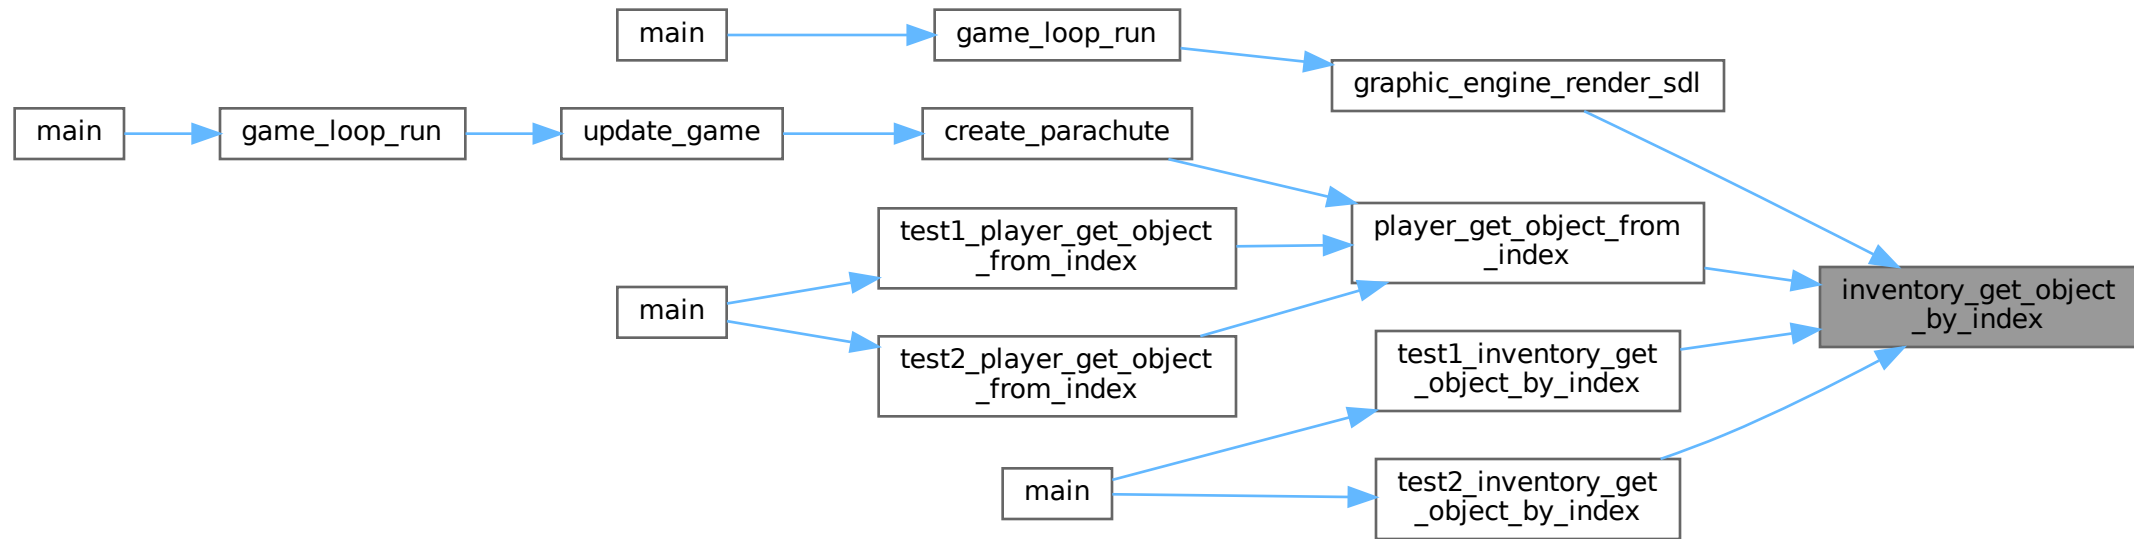 main
game_loop_run
graphic_engine_render_sdl
main
game_loop_run
update_game
create_parachute
test1_player_get_object
_from_index
player_get_object_from
_index
inventory_get_object
_by_index
main
test2_player_get_object
_from_index
test1_inventory_get
_object_by_index
main
test2_inventory_get
_object_by_index